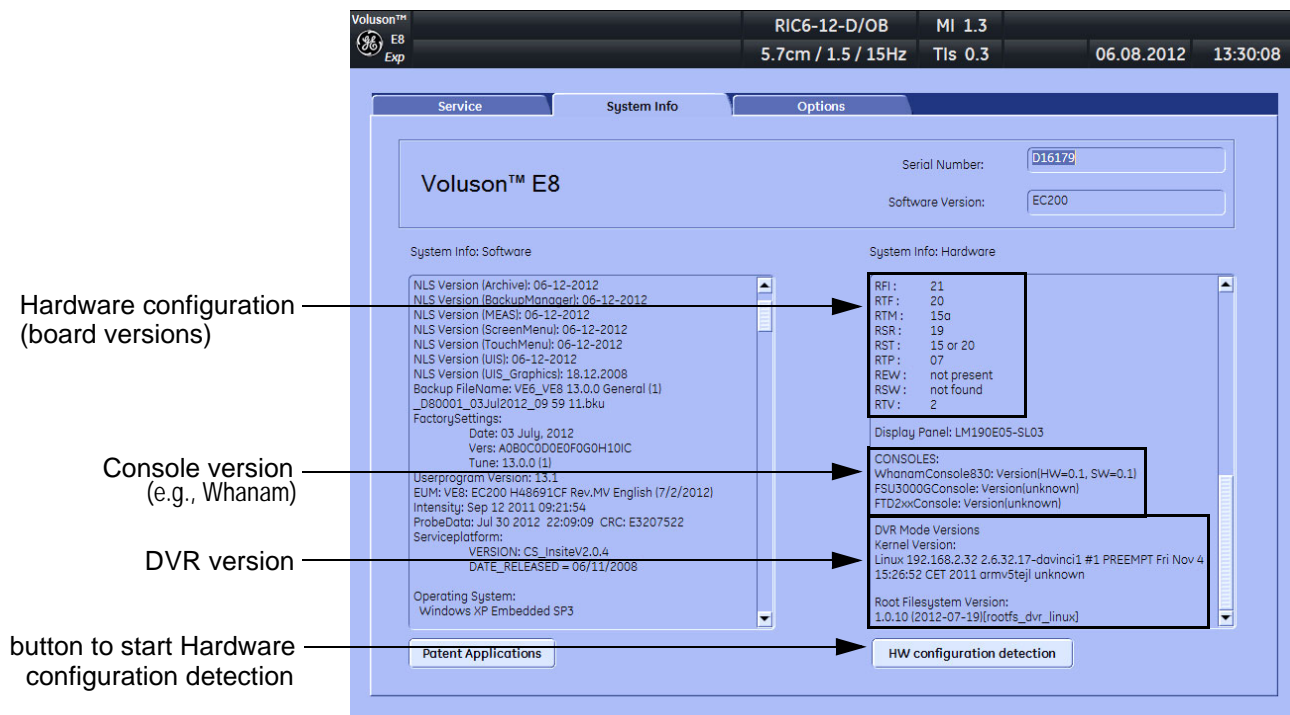 Voluson™
E8
Exp
RIC6-12-D/OB MI 1.3
5.7cm / 1.5 / 15Hz TIs 0.3 06.08.2012 13:30:08
Service System Info Options
Voluson™ E8
Serial Number: D16179
Software Version: EC200
System Info: Software
NLS Version (Archive): 06-12-2012
NLS Version (BackupManager): 06-12-2012
NLS Version (MEAS): 06-12-2012
NLS Version (ScreenMenu): 06-12-2012
NLS Version (TouchMenu): 06-12-2012
NLS Version (UIS): 06-12-2012
NLS Version (UIS_Graphics): 18.12.2008
Backup FileName: VE6_VE8 13.0.0 General (1)
_D80001_03Jul2012_09 59 11.bku
FactorySettings:
Date: 03 July, 2012
Vers: A0B0C0D0E0F0G0H10IC
Tune: 13.0.0 (1)
Userprogram Version: 13.1
EUM: VE8: EC200 H48691CF Rev.MV English (7/2/2012)
Intensity: Sep 12 2011 09:21:54
ProbeData: Jul 30 2012 22:09:09 CRC: E3207522
Serviceplatform:
VERSION: CS_InsiteV2.0.4
DATE_RELEASED = 06/11/2008
Operating System:
Windows XP Embedded SP3
System Info: Hardware
RFI : 21
RTF : 20
RTM : 15a
RSR : 19
RST : 15 or 20
RTP : 07
REW : not present
RSW : not found
RTV : 2
Display Panel: LM190E05-SL03
CONSOLES:
WhanamConsole830: Version(HW=0.1, SW=0.1)
FSU3000GConsole: Version(unknown)
FTD2xxConsole: Version(unknown)
DVR Mode Versions
Kernel Version:
Linux 192.168.2.32 2.6.32.17-davinci1 #1 PREEMPT Fri Nov 4
15:26:52 CET 2011 armv5tejl unknown
Root Filesystem Version:
1.0.10 (2012-07-19)[rootfs_dvr_linux]
Patent Applications
HW configuration detection
Hardware configuration
(board versions)
Console version
(e.g., Whanam)
DVR version
button to start Hardware
configuration detection